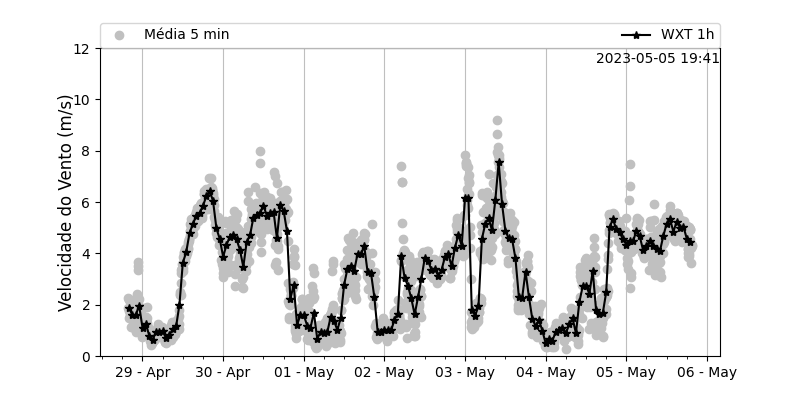 Média 5 min
WXT 1h
2023-05-05 19:41
Velocidade do Vento (m/s)
12
10
8
6
4
2
0
29 - Apr
30 - Apr
01 - May
02 - May
03 - May
04 - May
05 - May
06 - May